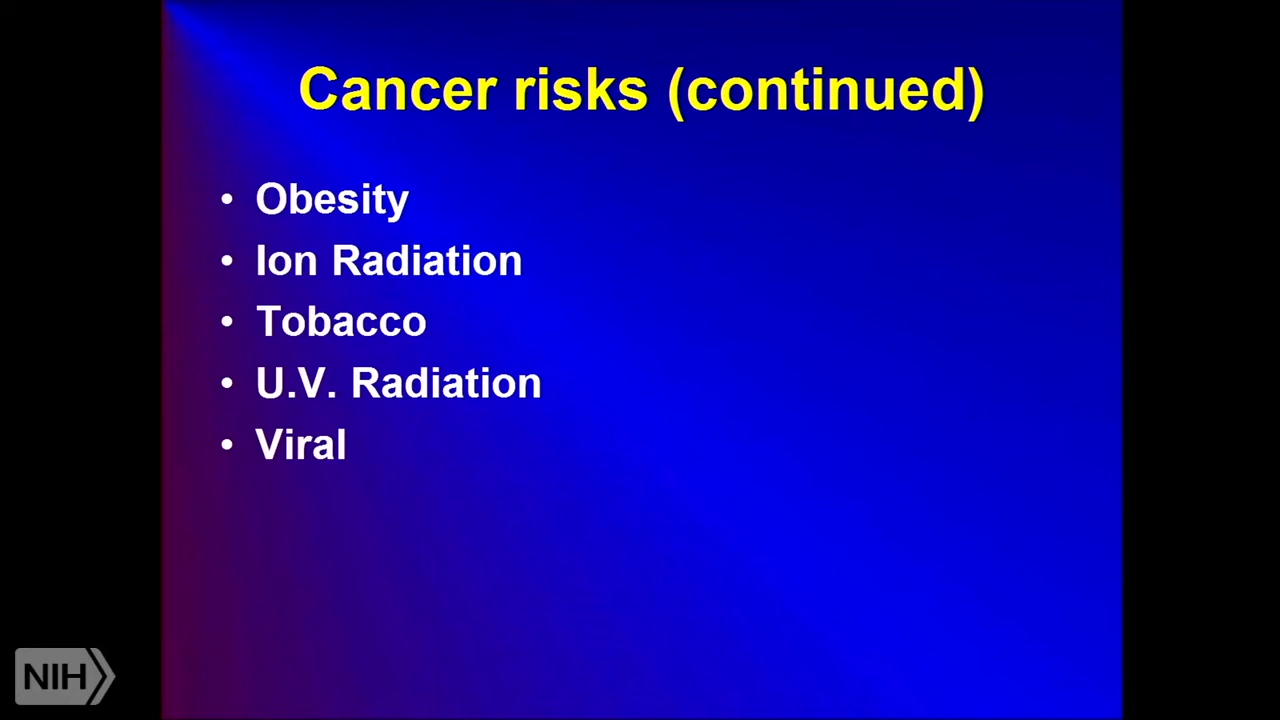 Cancer risks (continued)
• Obesity
• Ion Radiation
• Tobacco
• U.V. Radiation
• Viral
NIH